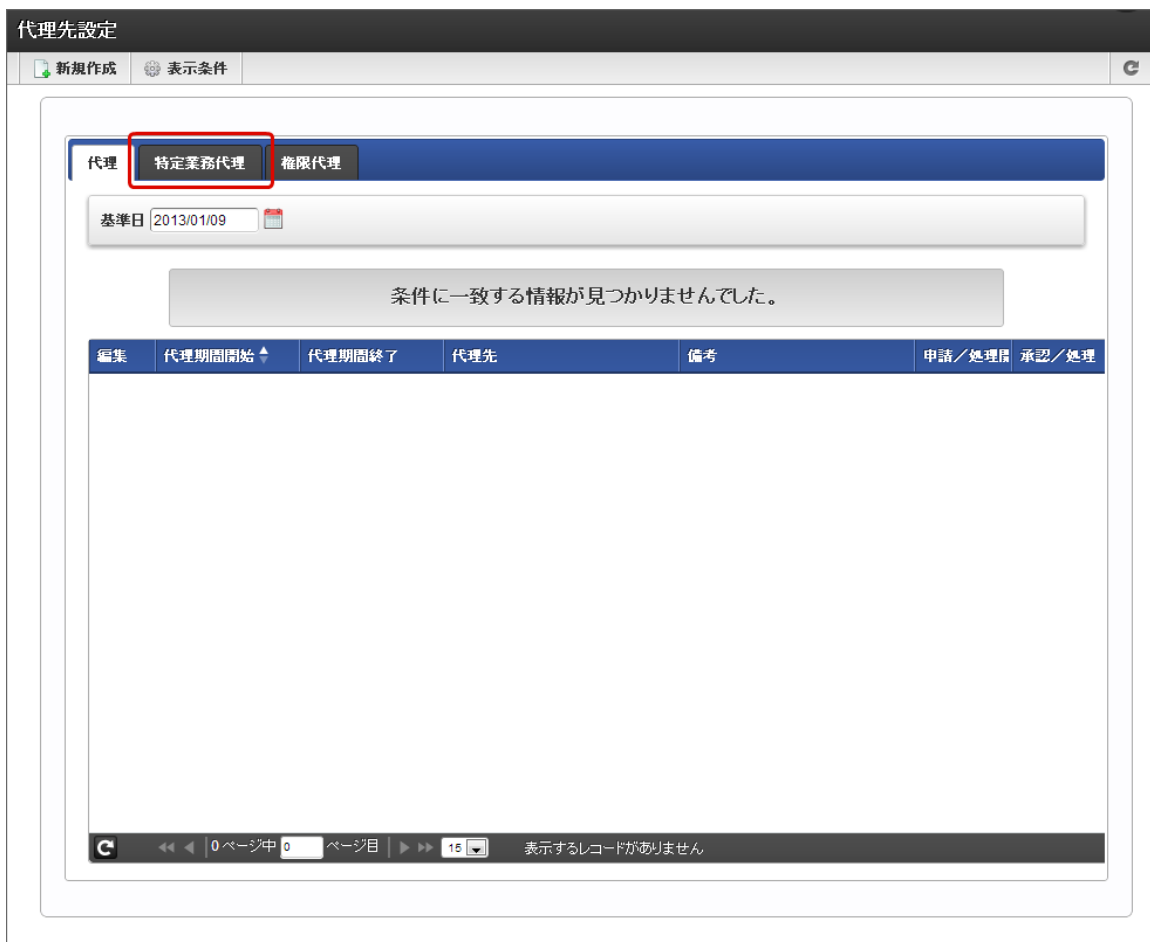 代理先設定
新規作成 表示条件
代理 特定業務代理 権限代理
基準日 2013/01/09
条件に一致する情報が見つかりませんでした。
編集 代理期間開始 代理期間終了 代理先 備考 申請／処理開 承認／処理
0 ページ中 0 ページ目 15 表示するレコードがありません